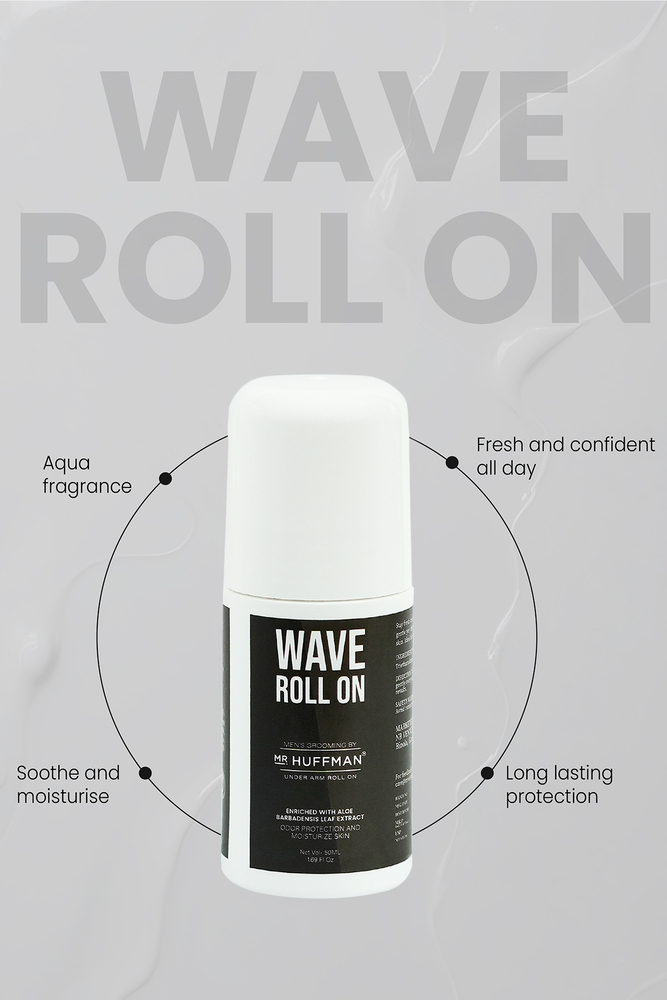 WAVE
ROLL ON
Aqua
fragrance
Fresh and confident
all day
WAVE
ROLL ON
MEN'S GROOMING BY
MR HUFFMAN®
UNDER ARM ROLL ON
ENRICHED WITH ALOE
BARBADENSIS LEAF EXTRACT
ODOR PROTECTION AND
MOISTURIZE SKIN
Net Vol- 50ML
1.69 Fl Oz
Soothe and
moisturise
Long lasting
protection